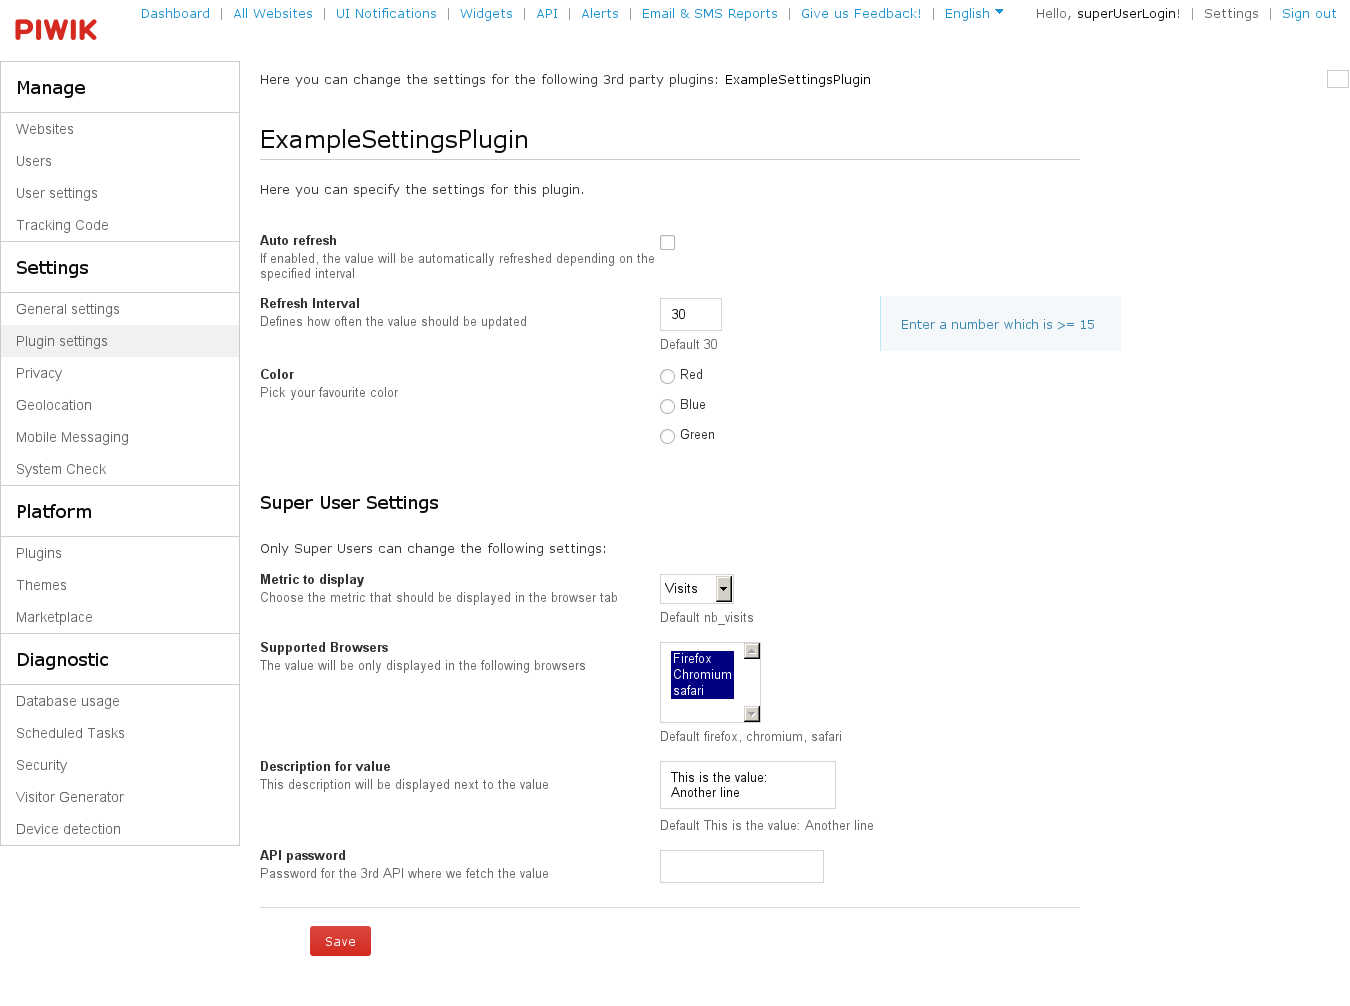 PIWIK
Dashboard | All Websites | UI Notifications | Widgets | API | Alerts | Email & SMS Reports | Give us Feedback! | English
Hello, superUserLogin! | Settings | Sign out
Manage
Websites
Users
User settings
Tracking Code
Settings
General settings
Plugin settings
Privacy
Geolocation
Mobile Messaging
System Check
Platform
Plugins
Themes
Marketplace
Diagnostic
Database usage
Scheduled Tasks
Security
Visitor Generator
Device detection
Here you can change the settings for the following 3rd party plugins: ExampleSettingsPlugin
ExampleSettingsPlugin
Here you can specify the settings for this plugin.
Auto refresh
If enabled, the value will be automatically refreshed depending on the
specified interval
Refresh Interval
Defines how often the value should be updated
30
Default 30
Enter a number which is >= 15
Color
Pick your favourite color
Red
Blue
Green
Super User Settings
Only Super Users can change the following settings:
Metric to display
Choose the metric that should be displayed in the browser tab
Visits
Default nb_visits
Supported Browsers
The value will be only displayed in the following browsers
Firefox
Chromium
safari
Default firefox, chromium, safari
Description for value
This description will be displayed next to the value
This is the value:
Another line
Default This is the value: Another line
API password
Password for the 3rd API where we fetch the value
Save